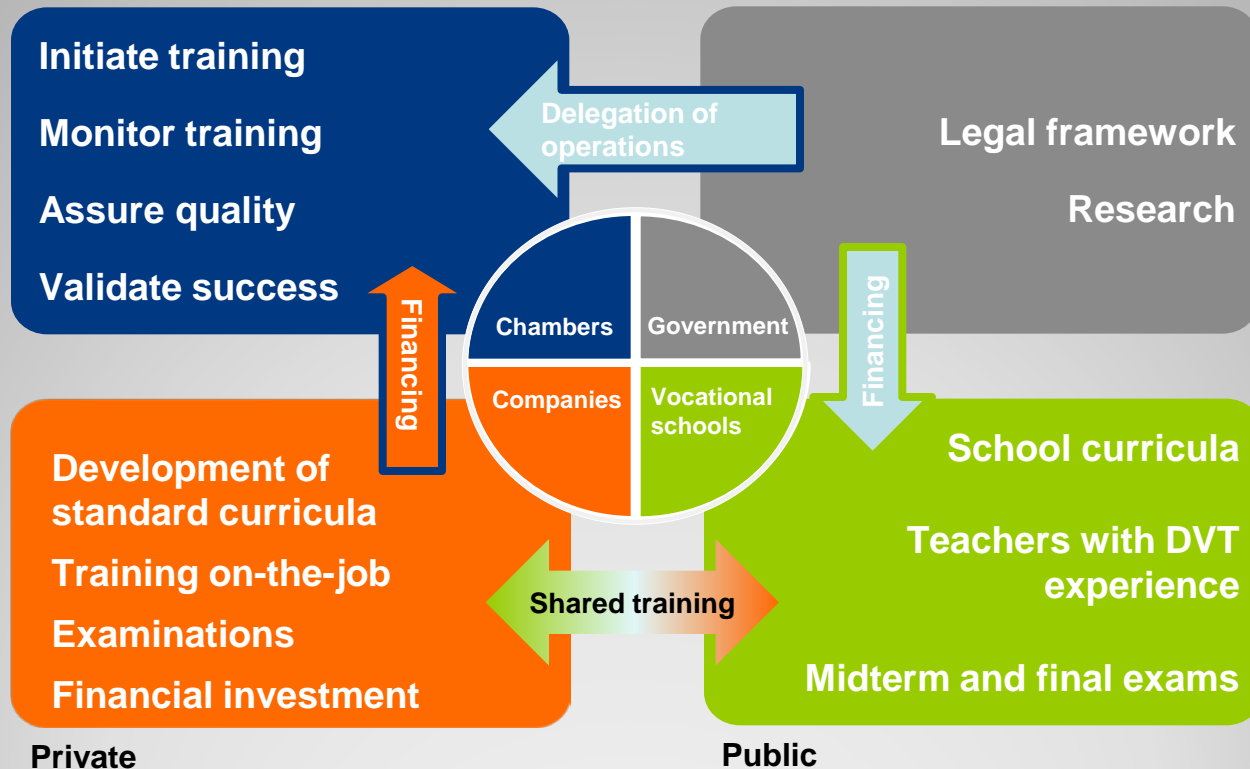 Initiate training
Monitor training
Assure quality
Validate success
Delegation of
operations
Legal framework
Research
Financing
Chambers
Government
Financing
Companies
Vocational
schools
Development of
standard curricula
Training on-the-job
Examinations
Financial investment
Shared training
School curricula
Teachers with DVT
experience
Midterm and final exams
Private
Public